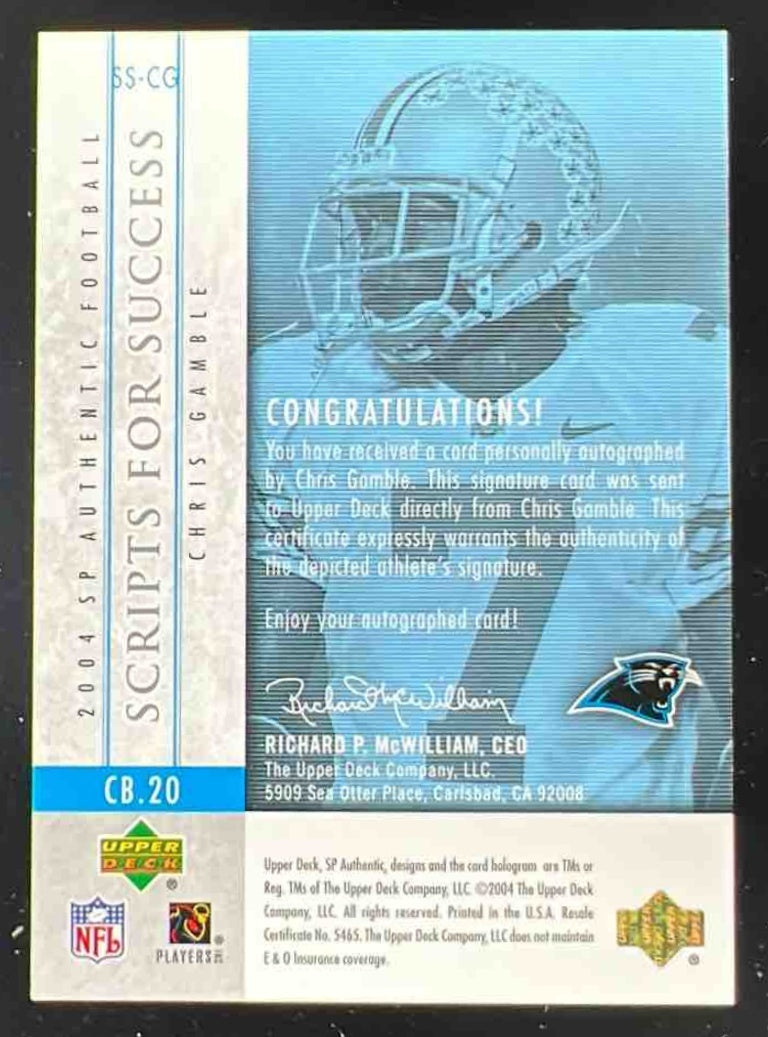 SS-CG
2004 SP AUTHENTIC FOOTBALL
SCRIPTS FOR SUCCESS
CHRIS GAMBLE
CONGRATULATIONS!
You have received a card personally autographed
by Chris Gamble. This signature card was sent
to Upper Deck directly from Chris Gamble. This
certificate expressly warrants the authenticity of
the depicted athlete's signature.
Enjoy your autographed card!
Richard P. McWilliam
RICHARD P. McWILLIAM, CEO
The Upper Deck Company, LLC.
5909 Sea Otter Place, Carlsbad, CA 92008
7
CB.20
UPPER
DECK
®
NFL
PLAYERS INC ®
Upper Deck, SP Authentic, designs and the card hologram are TMs or
Reg. TMs of The Upper Deck Company, LLC. ©2004 The Upper Deck
Company, LLC. All rights reserved. Printed in the U.S.A. Resale
Certificate No. 5465. The Upper Deck Company, LLC does not maintain
E & O Insurance coverage.
®